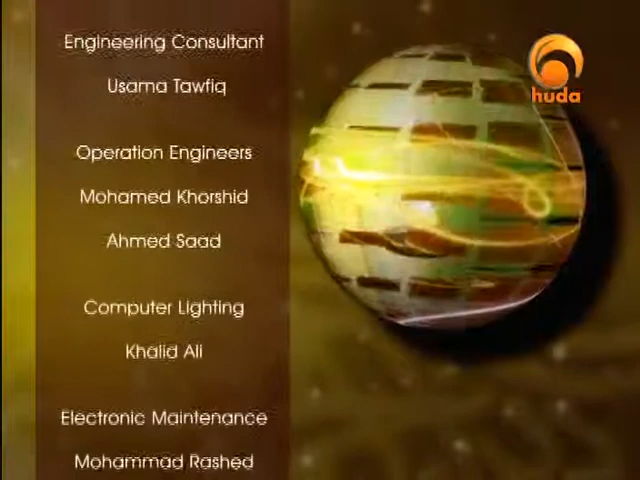 Engineering Consultant
Usama Tawfiq
Operation Engineers
Mohamed Khorshid
Ahmed Saad
Computer Lighting
Khalid Ali
Electronic Maintenance
Mohammad Rashed
huda